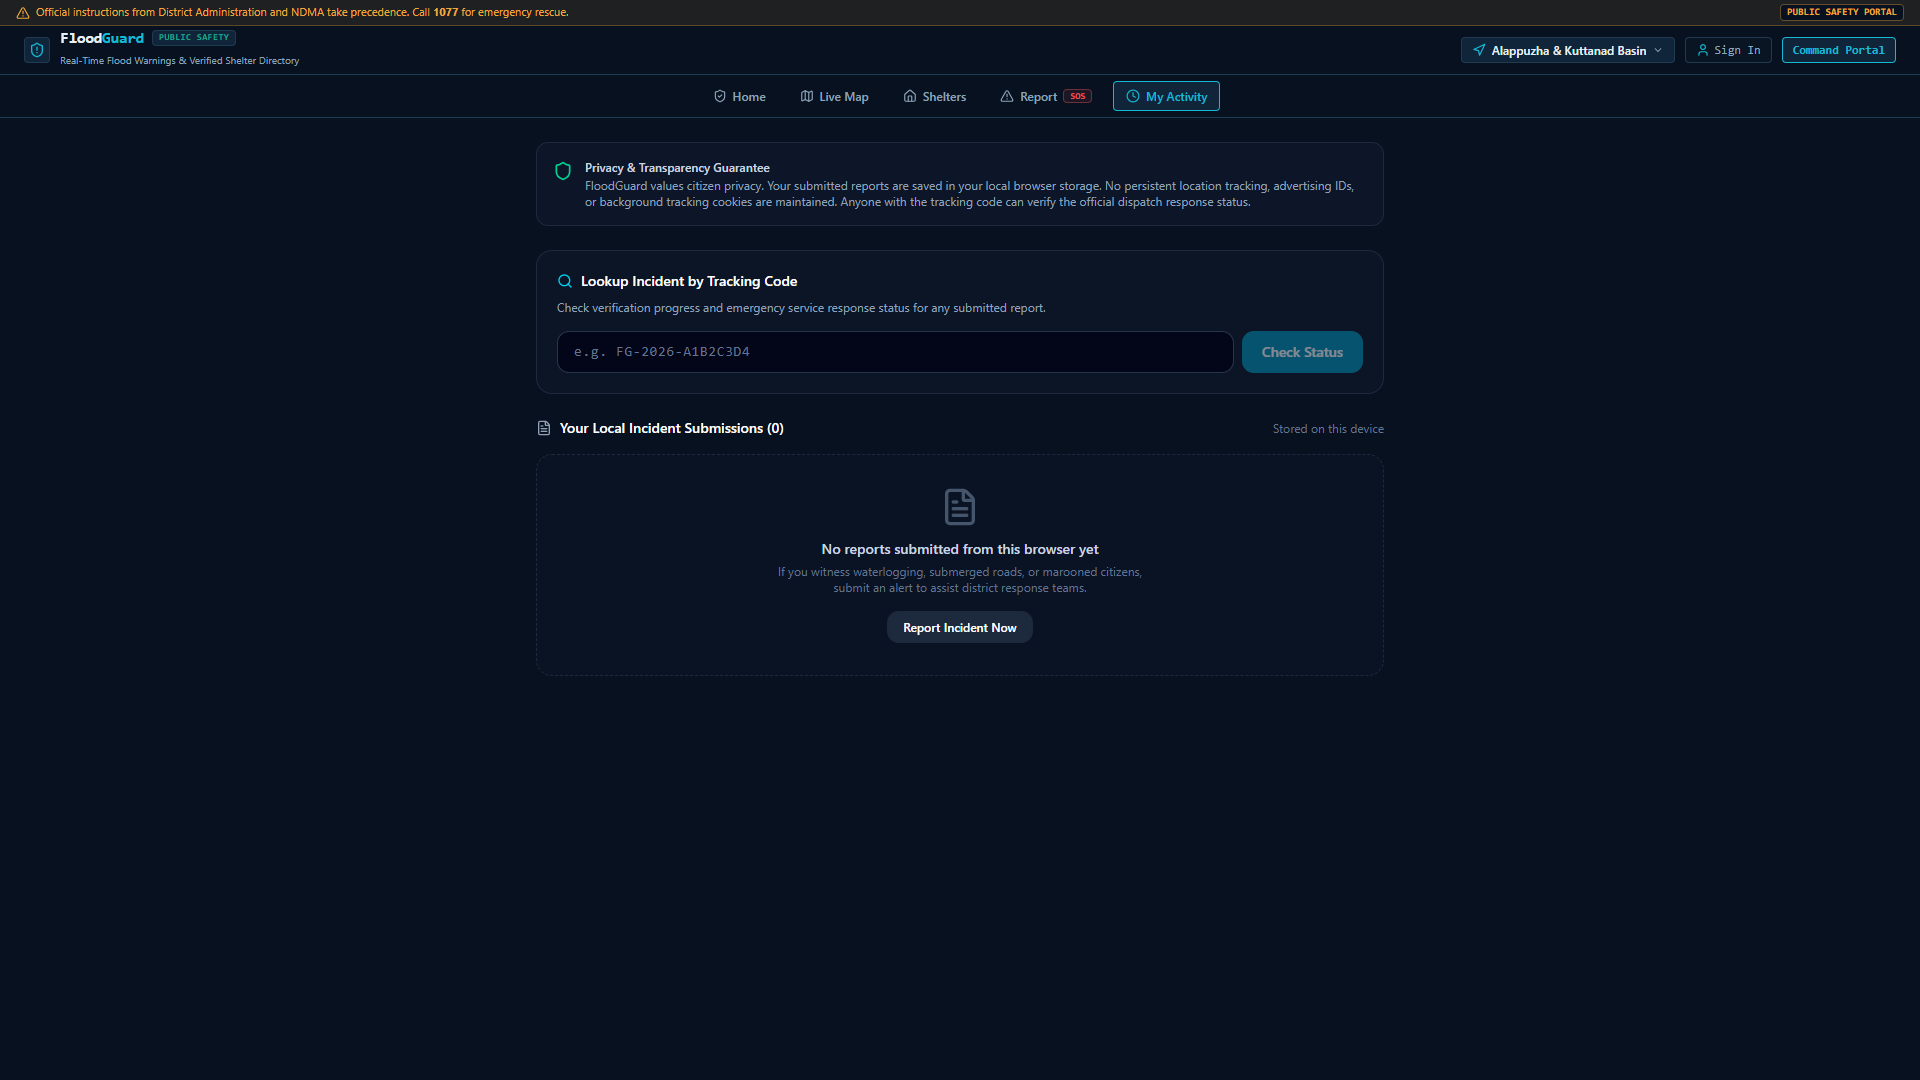 Official instructions from District Administration and NDMA take precedence. Call 1077 for emergency rescue.
PUBLIC SAFETY PORTAL
FloodGuard
PUBLIC SAFETY
Real-Time Flood Warnings & Verified Shelter Directory
Alappuzha & Kuttanad Basin
Sign In
Command Portal
Home
Live Map
Shelters
Report
SOS
My Activity
Privacy & Transparency Guarantee
FloodGuard values citizen privacy. Your submitted reports are saved in your local browser storage. No persistent location tracking, advertising IDs,
or background tracking cookies are maintained. Anyone with the tracking code can verify the official dispatch response status.
Lookup Incident by Tracking Code
Check verification progress and emergency service response status for any submitted report.
e.g. FG-2026-A1B2C3D4
Check Status
Your Local Incident Submissions (0)
Stored on this device
No reports submitted from this browser yet
If you witness waterlogging, submerged roads, or marooned citizens,
submit an alert to assist district response teams.
Report Incident Now